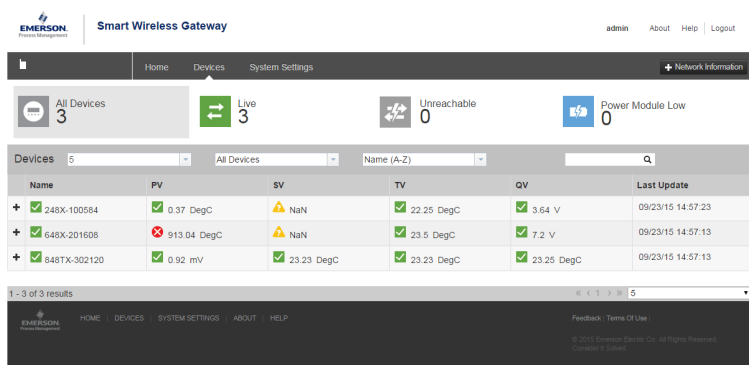 EMERSON.
Process Management
Smart Wireless Gateway
admin About Help Logout
Home Devices System Settings
Network Information
All Devices
3
Live
3
Unreachable
0
Power Module Low
0
Devices 5 All Devices Name (A-Z)
Name PV SV TV QV Last Update
248X-100584 0.37 DegC NaN 22.25 DegC 3.64 V 09/23/15 14:57:23
648X-201608 913.04 DegC NaN 23.5 DegC 7.2 V 09/23/15 14:57:13
848TX-302120 0.92 mV 23.23 DegC 23.23 DegC 23.25 DegC 09/23/15 14:57:13
1 - 3 of 3 results
1 5
EMERSON.
Process Management
HOME | DEVICES | SYSTEM SETTINGS | ABOUT | HELP
Feedback | Terms Of Use |
© 2015 Emerson Electric Co. All Rights Reserved.
Consider It Solved.